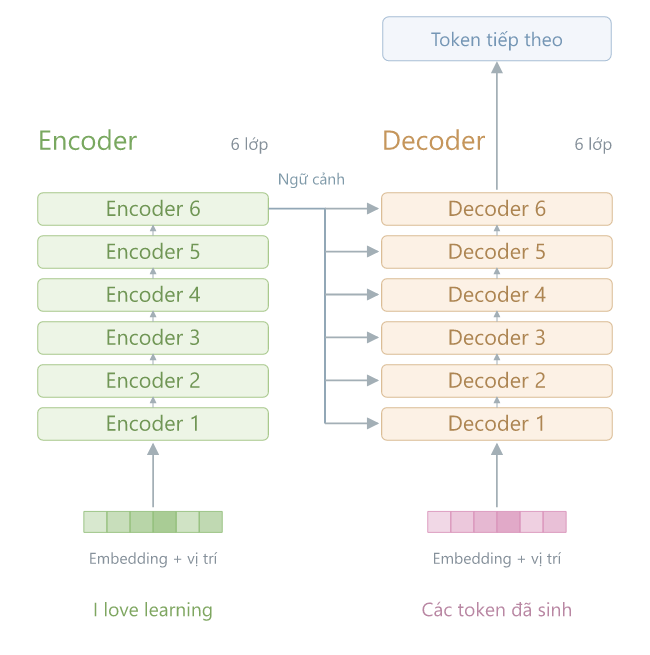 Token tiếp theo
Encoder
6 lớp
Decoder
6 lớp
Ngữ cảnh
Encoder 6
Encoder 5
Encoder 4
Encoder 3
Encoder 2
Encoder 1
Decoder 6
Decoder 5
Decoder 4
Decoder 3
Decoder 2
Decoder 1
Embedding + vị trí
I love learning
Embedding + vị trí
Các token đã sinh